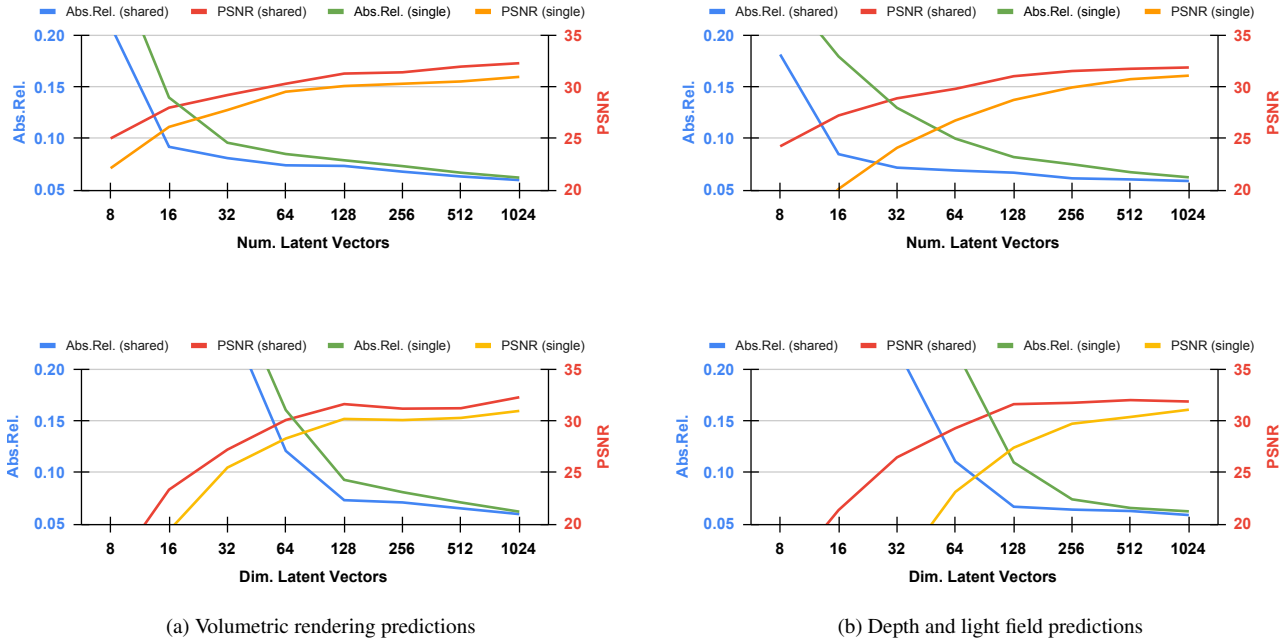 Abs.Rel. (shared) PSNR (shared) Abs.Rel. (single) PSNR (single)
0.20 35
0.15 30
0.10 25
0.05 20
Abs.Rel.
PSNR
8 16 32 64 128 256 512 1024
Num. Latent Vectors
Abs.Rel. (shared) PSNR (shared) Abs.Rel. (single) PSNR (single)
0.20 35
0.15 30
0.10 25
0.05 20
Abs.Rel.
PSNR
8 16 32 64 128 256 512 1024
Dim. Latent Vectors
(a) Volumetric rendering predictions
Abs.Rel. (shared) PSNR (shared) Abs.Rel. (single) PSNR (single)
0.20 35
0.15 30
0.10 25
0.05 20
Abs.Rel.
PSNR
8 16 32 64 128 256 512 1024
Num. Latent Vectors
Abs.Rel. (shared) PSNR (shared) Abs.Rel. (single) PSNR (single)
0.20 35
0.15 30
0.10 25
0.05 20
Abs.Rel.
PSNR
8 16 32 64 128 256 512 1024
Dim. Latent Vectors
(b) Depth and light field predictions